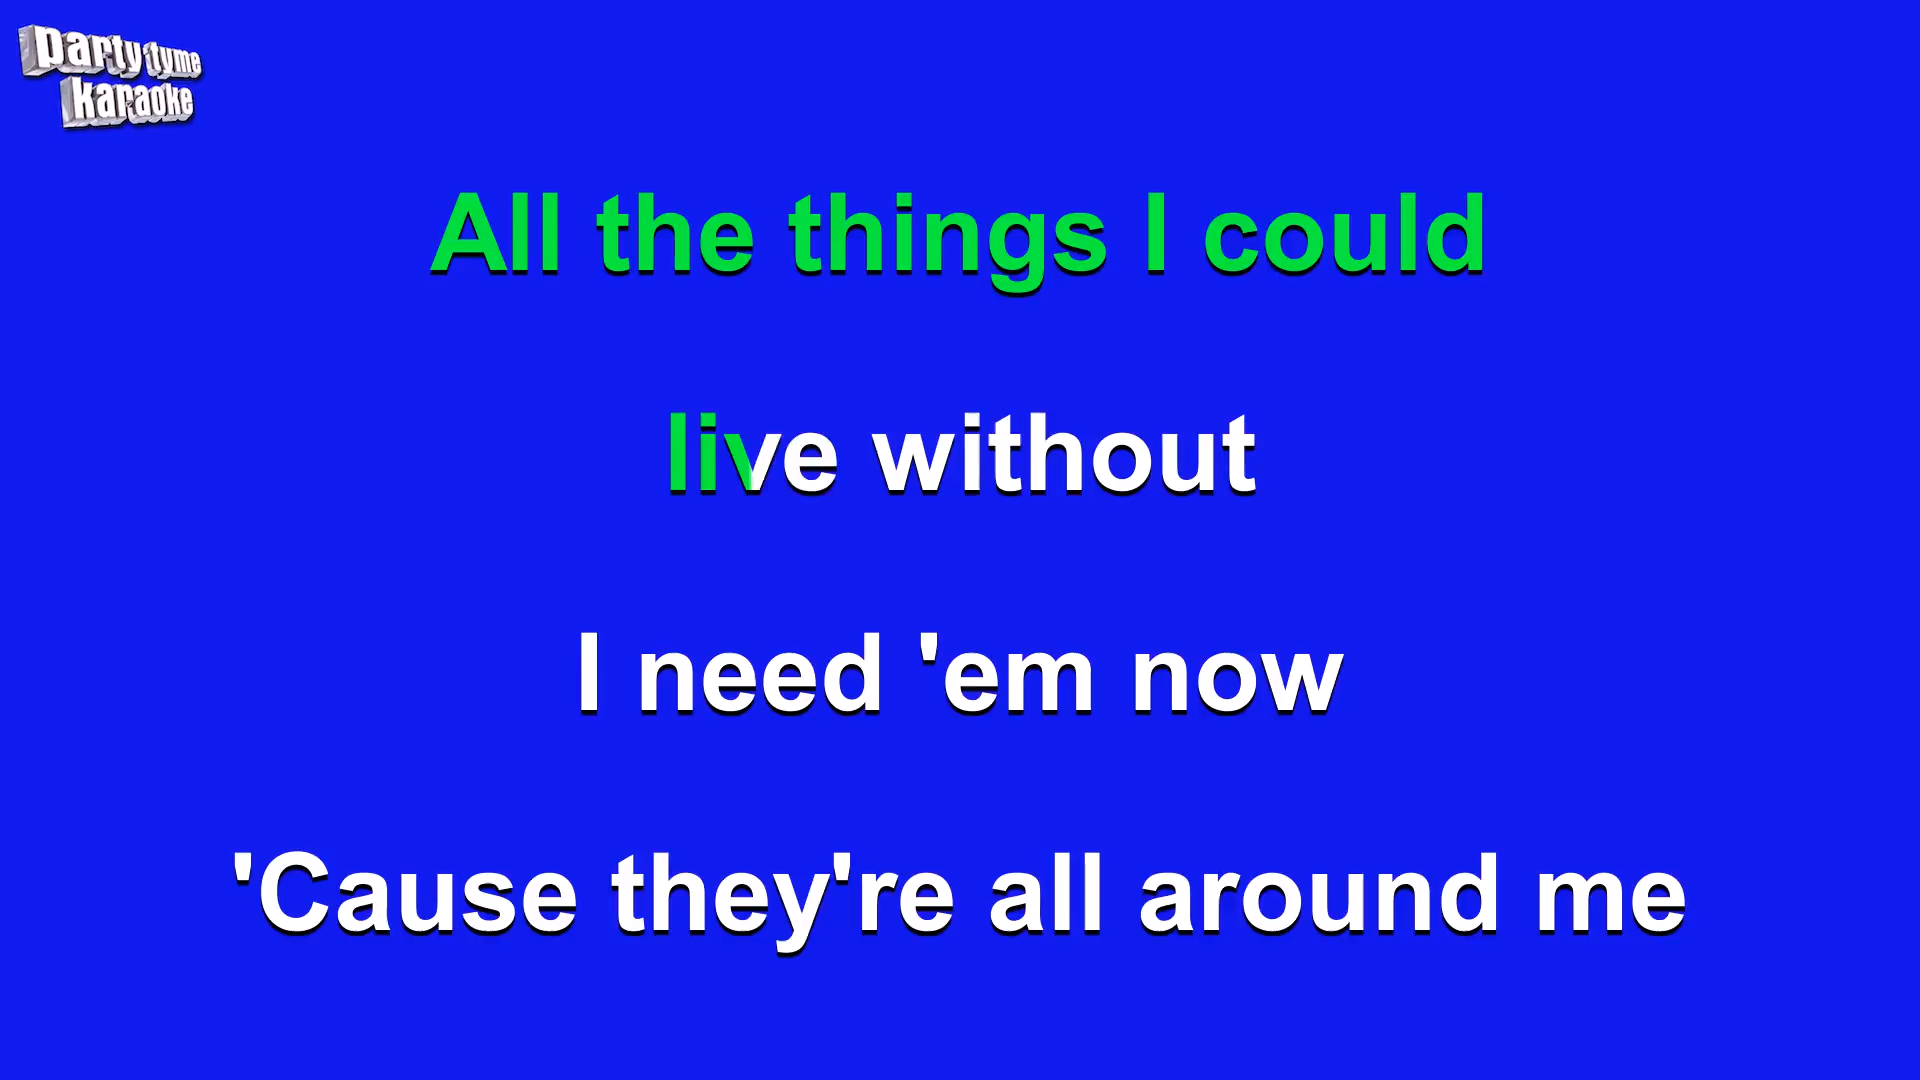 party tyme
karaoke
All the things I could
live without
I need 'em now
'Cause they're all around me